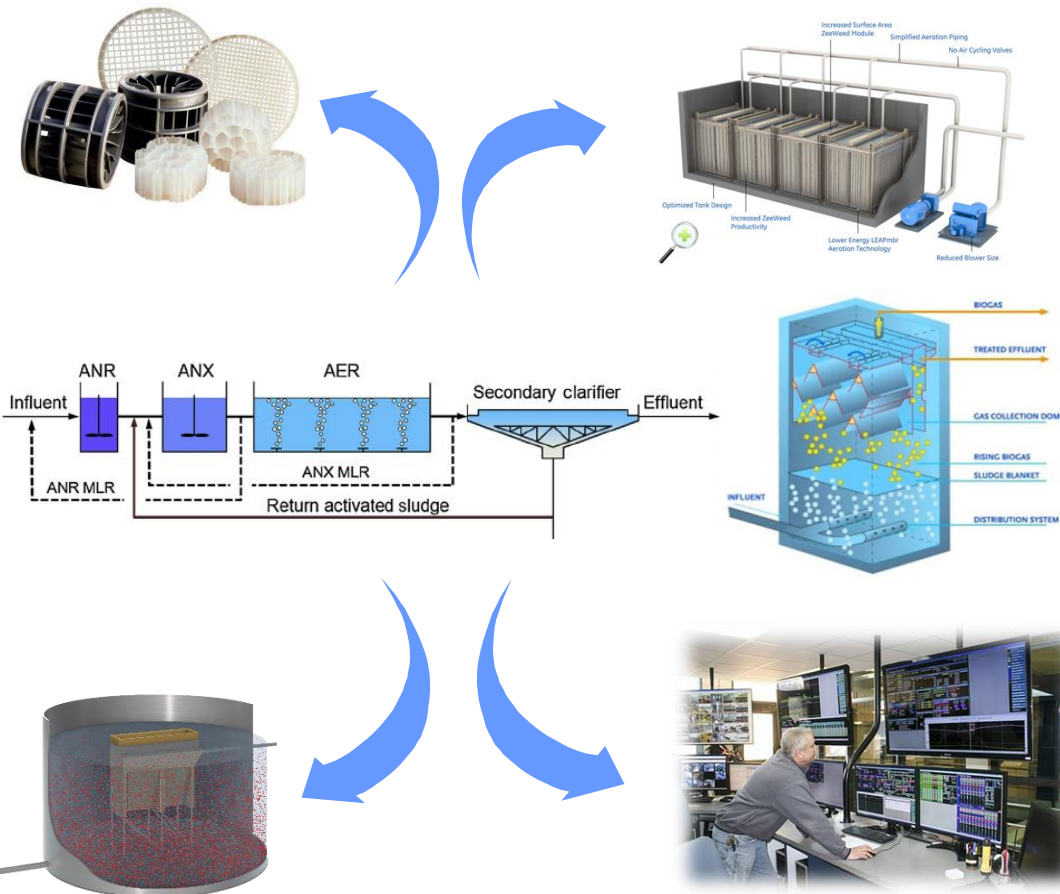 Increased Surface Area
ZeeWeed Module
Simplified Aeration Piping
No Air Cycling Valves
Optimized Tank Design
Increased ZeeWeed
Productivity
Lower Energy LEAPmbr
Aeration Technology
Reduced Blower Size
ANR
ANX
AER
Secondary clarifier
Influent
Effluent
ANX MLR
ANR MLR
Return activated sludge
BIOGAS
TREATED EFFLUENT
GAS COLLECTION DOM
RISING BIOGAS
SLUDGE BLANKET
INFLUENT
DISTRIBUTION SYSTEM